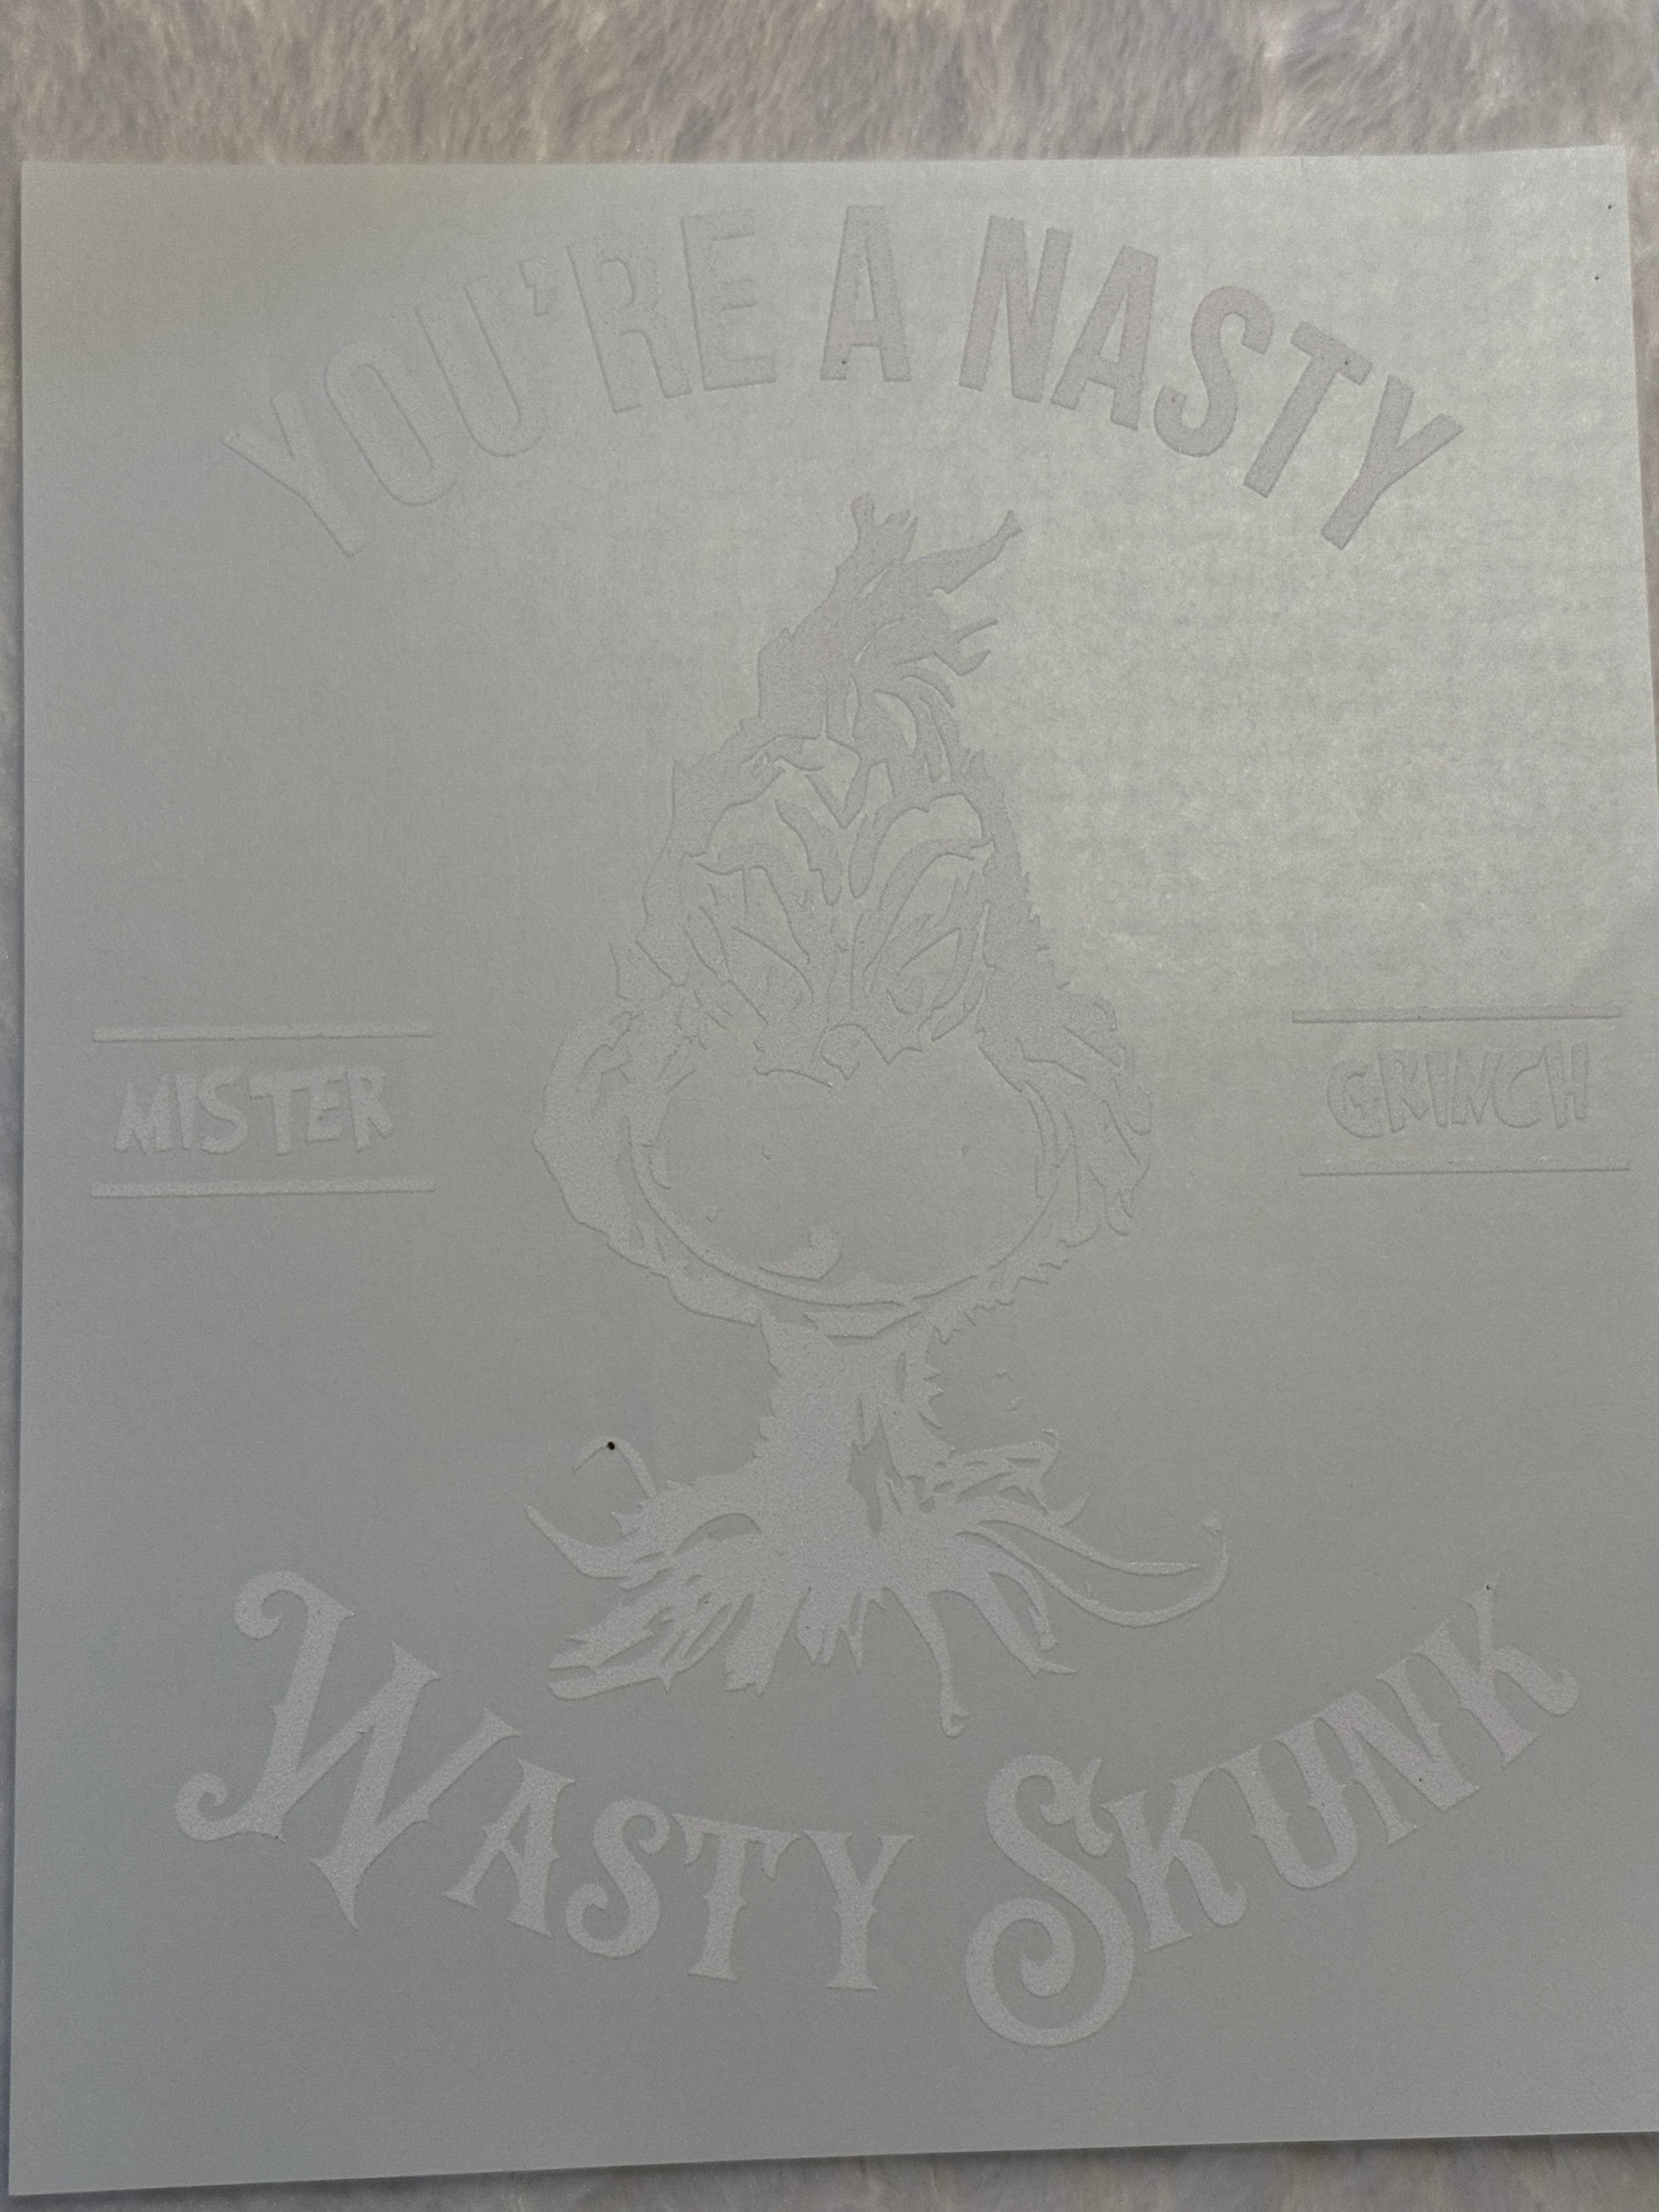 YOU'RE A NASTY
MISTER
GRINCH
WASTY SKUNK